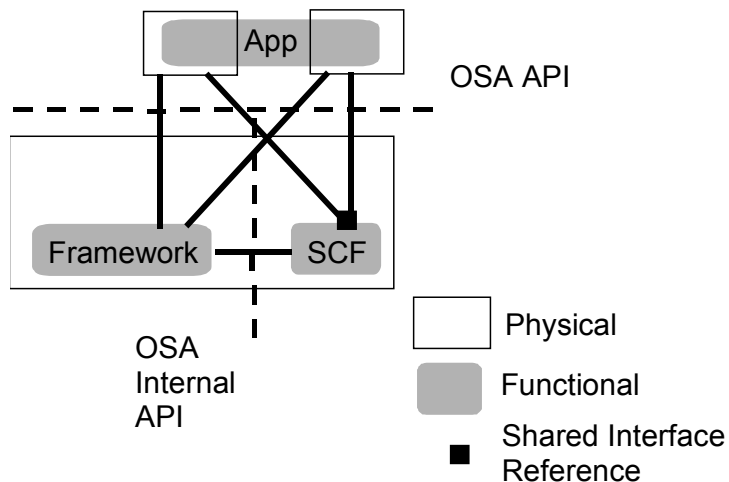 App
OSA API
Framework
SCF
OSA
Internal
API
Physical
Functional
Shared Interface
Reference